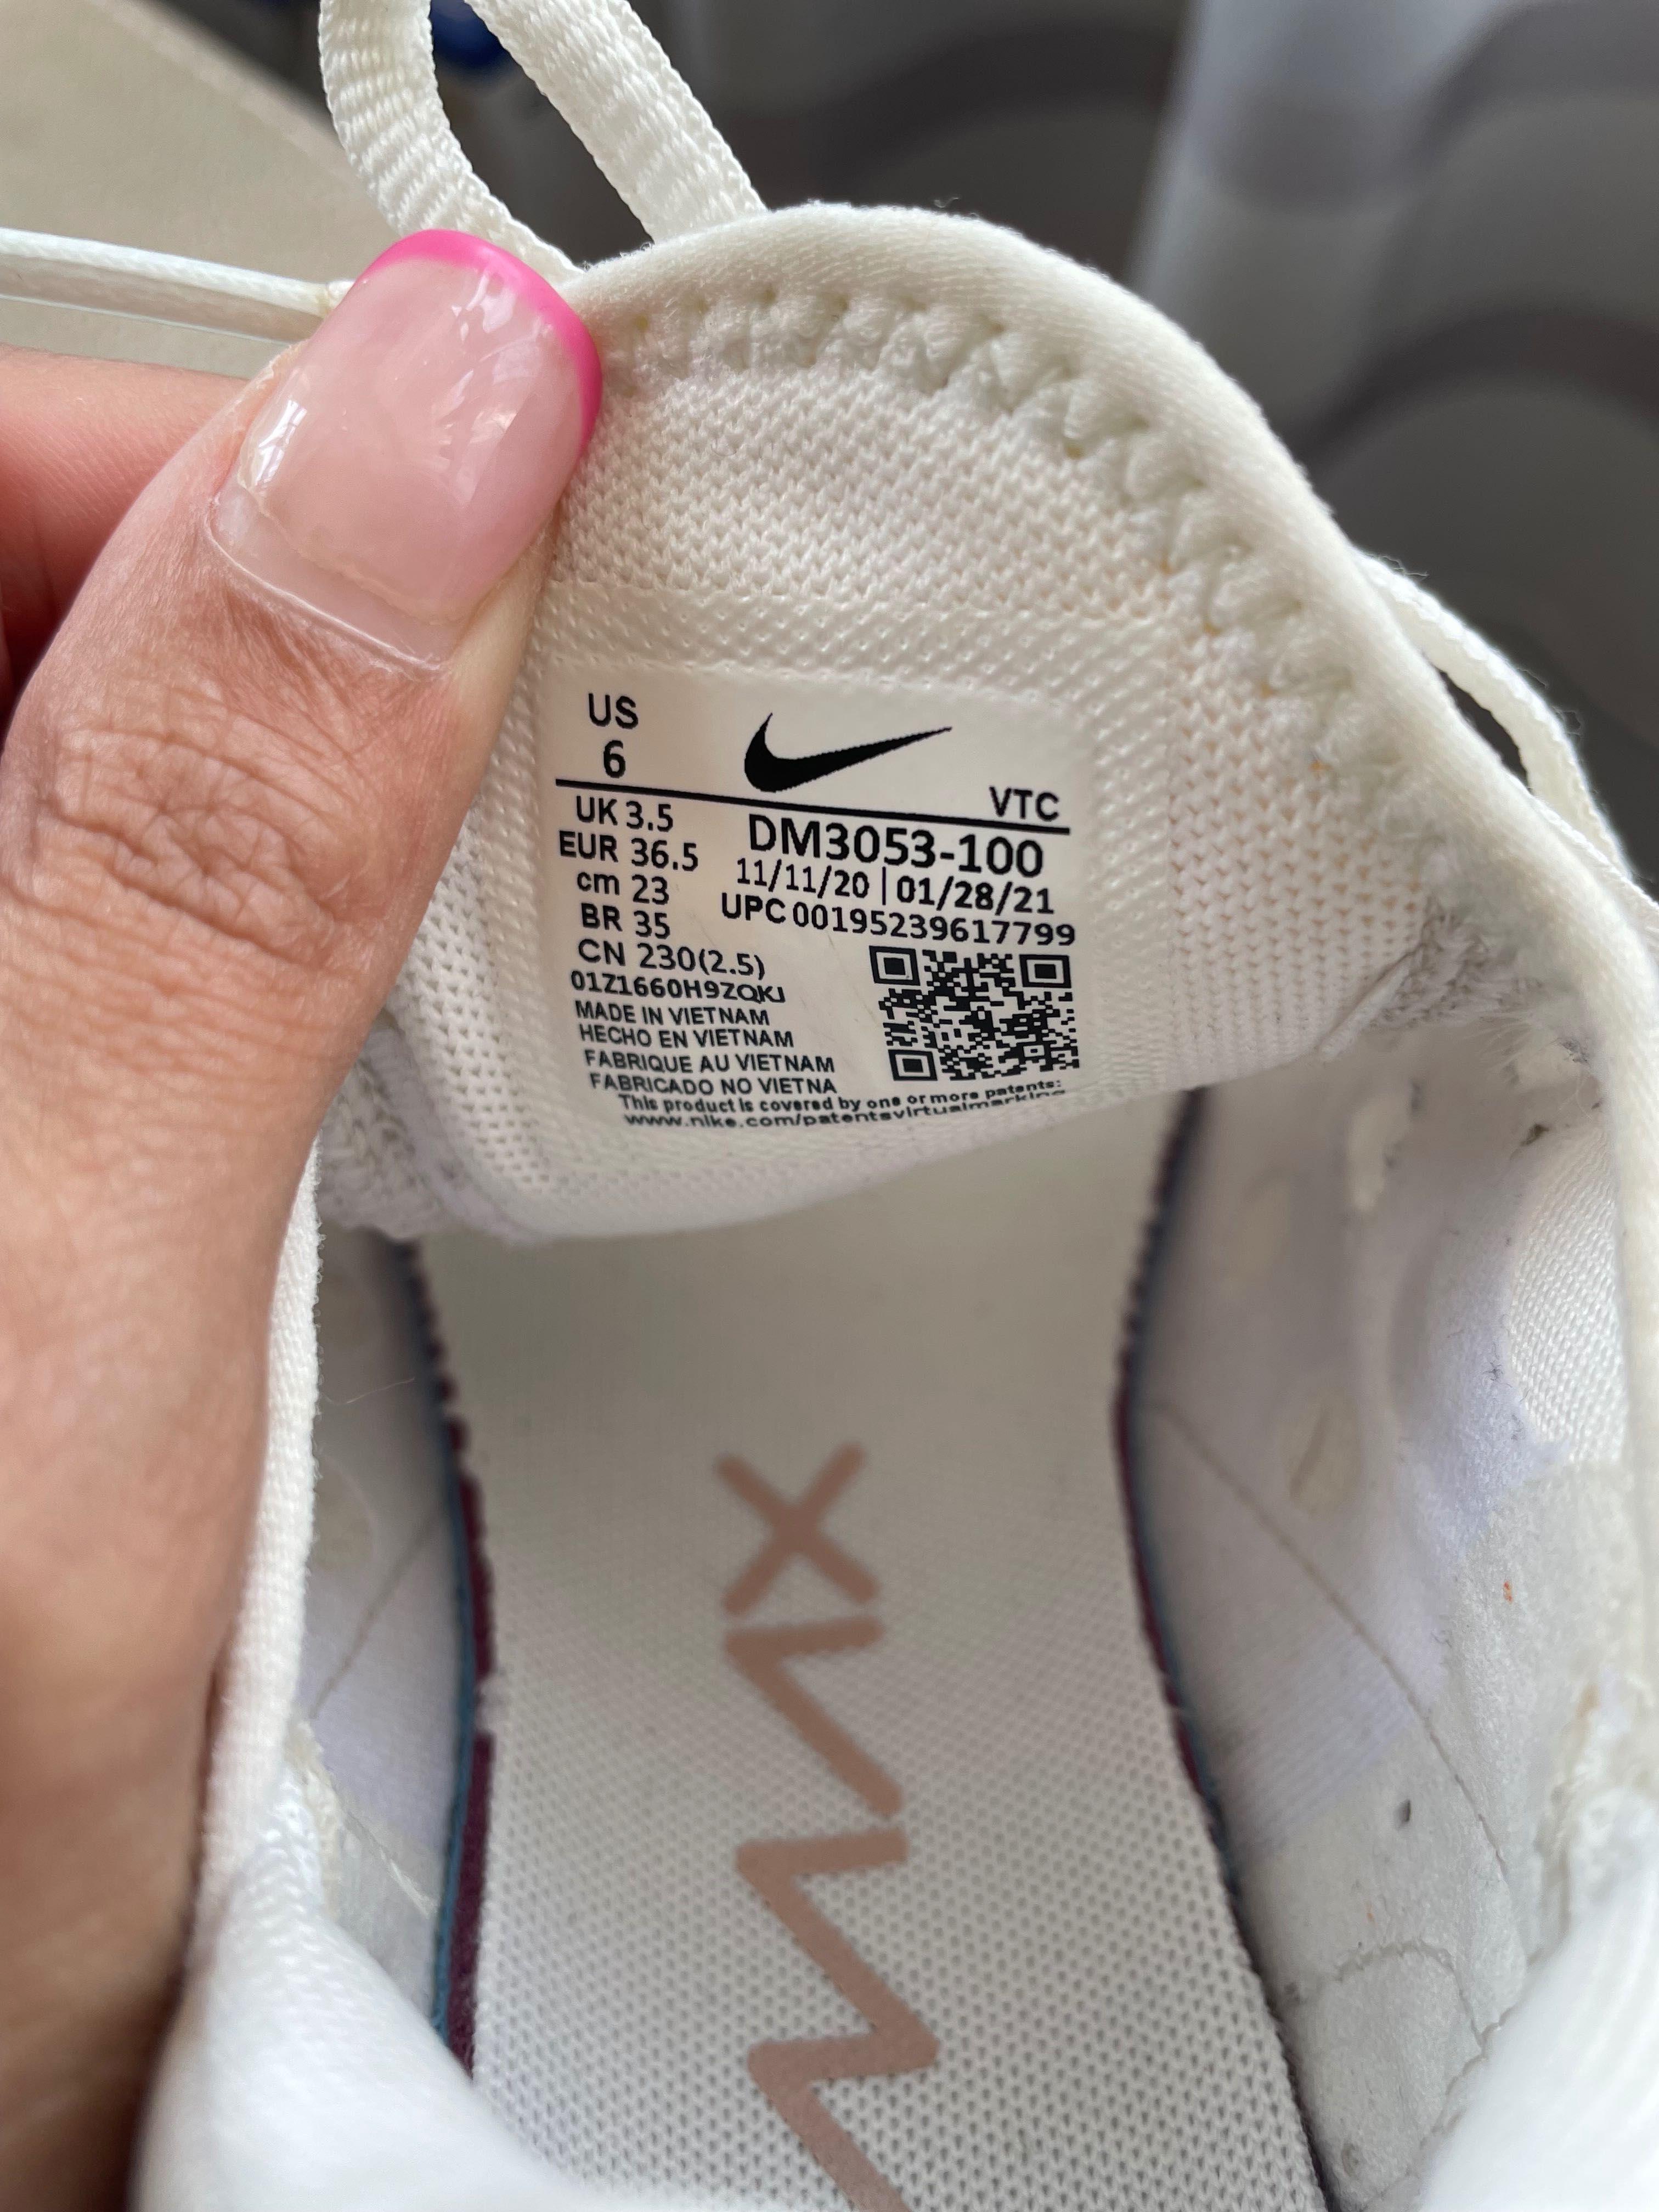 US
6
VTC
UK 3.5
EUR 36.5
cm 23
BR 35
CN 230(2.5)
DM3053-100
11/11/20 | 01/28/21
UPC 00195239617799
01Z1660H9ZQKJ
MADE IN VIETNAM
HECHO EN VIETNAM
FABRIQUE AU VIETNAM
FABRICADO NO VIETNA
This product is covered by one or more patents:
www.nike.com/patentsvirtualmarking